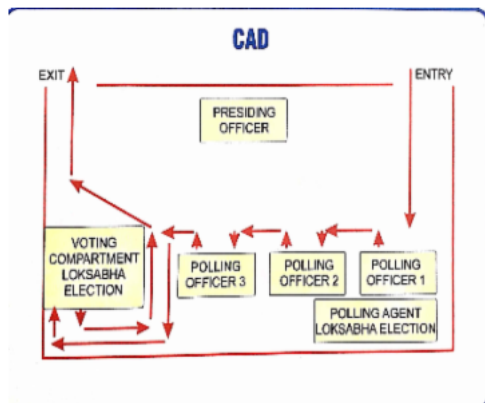 CAD
EXIT
ENTRY
PRESIDING
OFFICER
VOTING
COMPARTMENT
LOKSABHA
ELECTION
POLLING
OFFICER 3
POLLING
OFFICER 2
POLLING
OFFICER 1
POLLING AGENT
LOKSABHA ELECTION